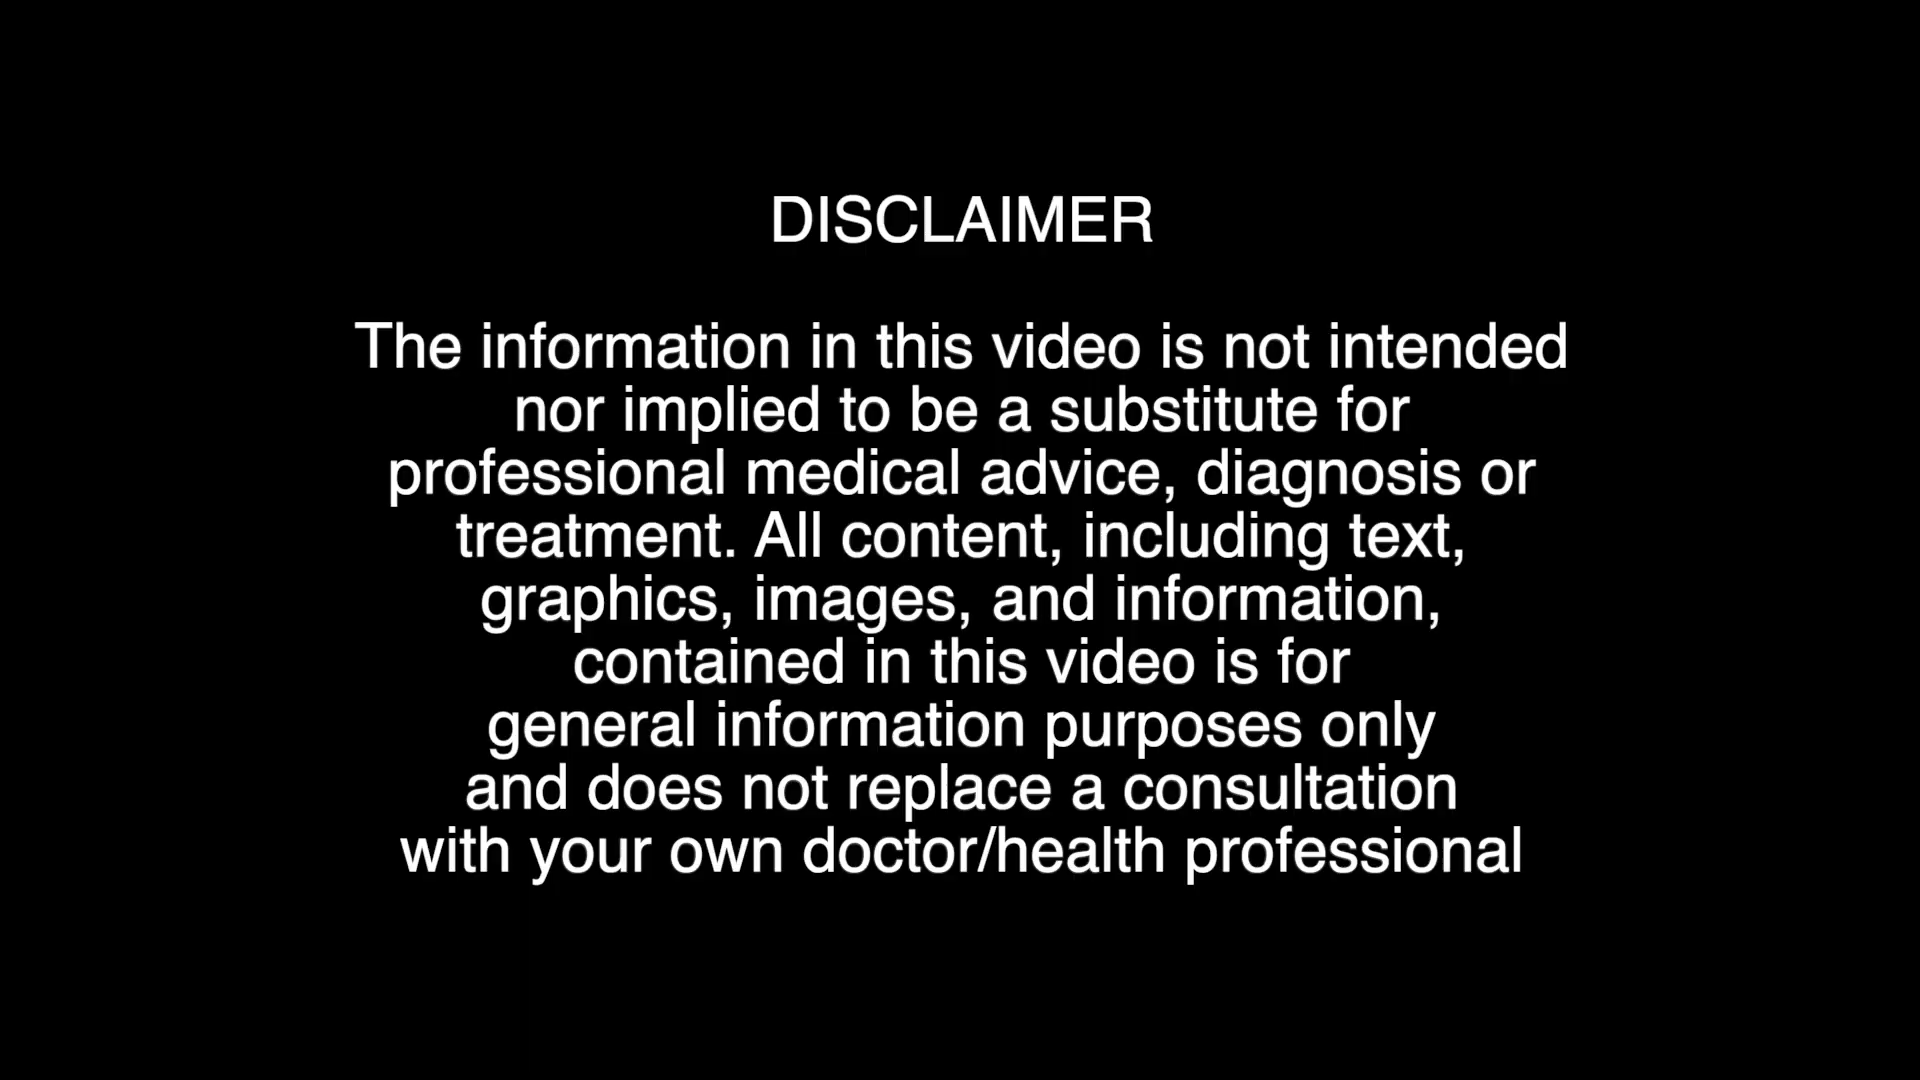 DISCLAIMER
The information in this video is not intended
nor implied to be a substitute for
professional medical advice, diagnosis or
treatment. All content, including text,
graphics, images, and information,
contained in this video is for
general information purposes only
and does not replace a consultation
with your own doctor/health professional